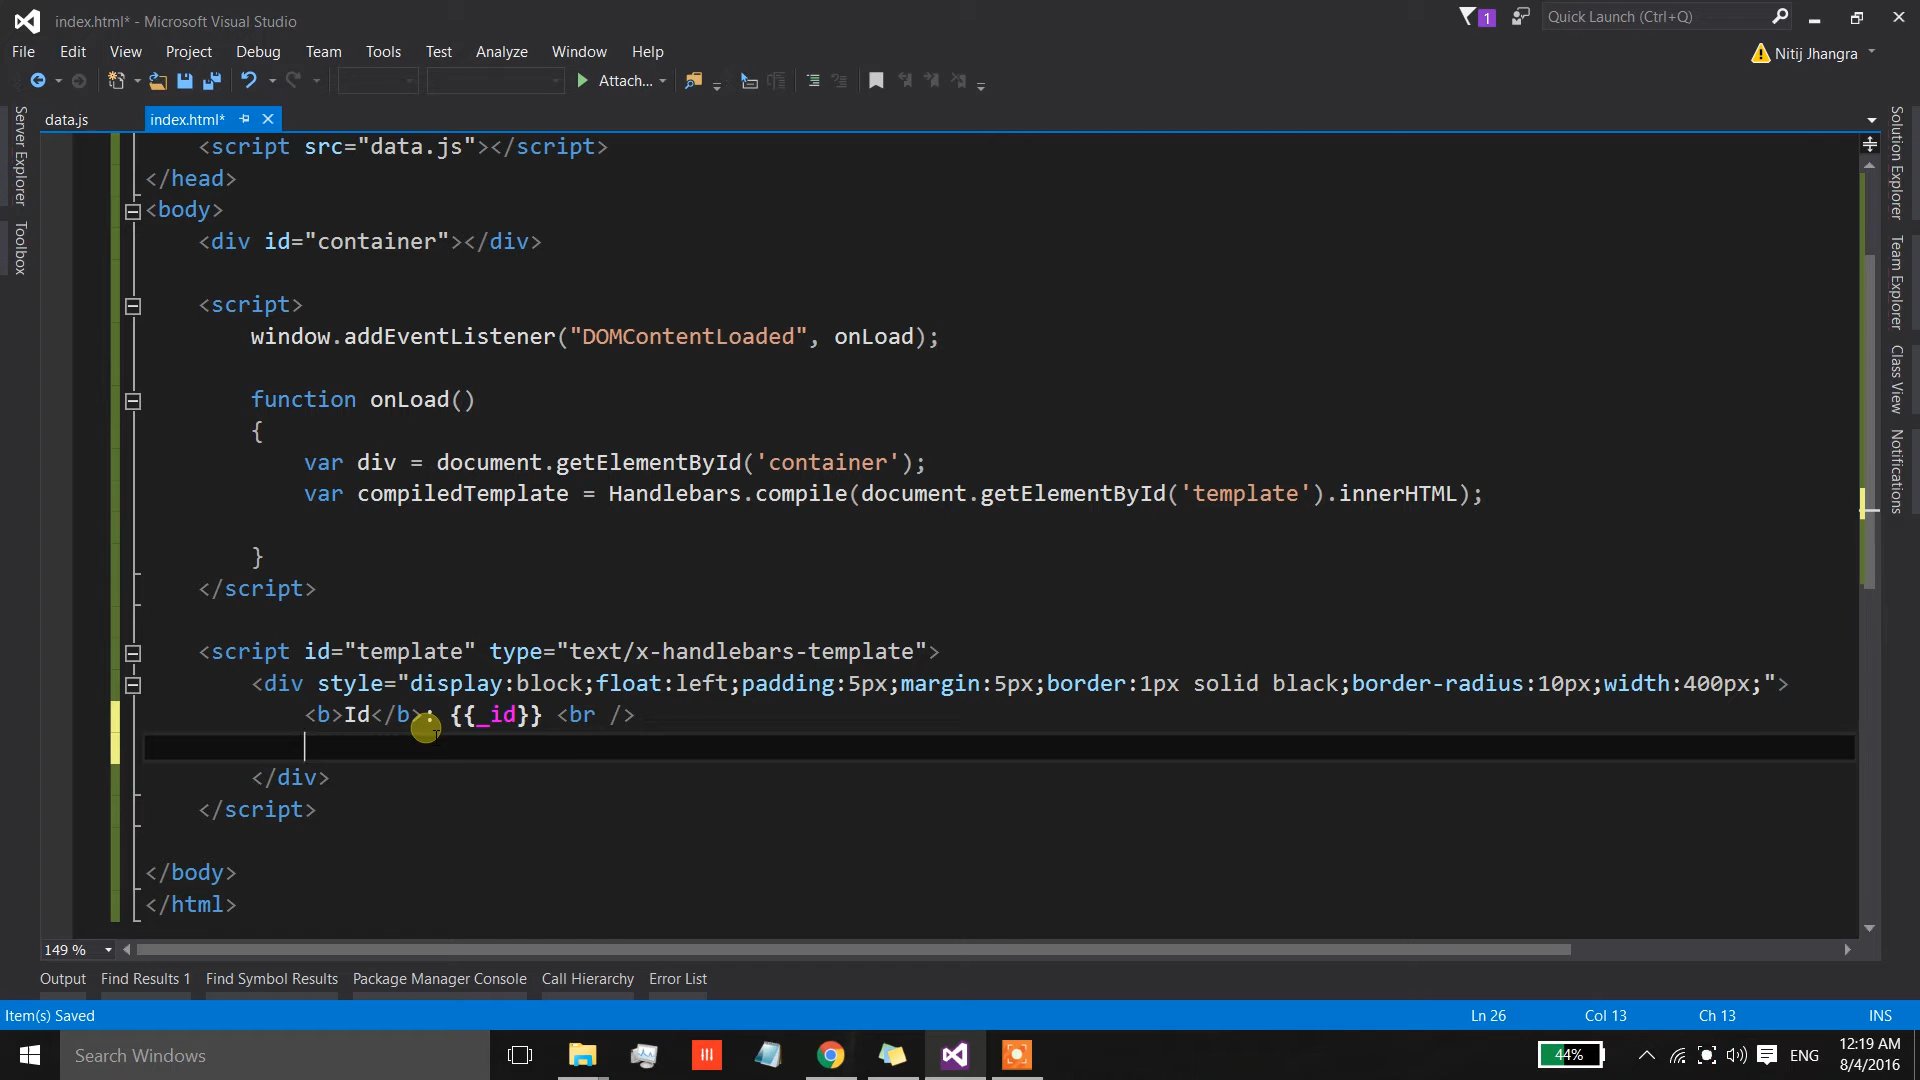 index.html* - Microsoft Visual Studio
1
Quick Launch (Ctrl+Q)
File Edit View Project Debug Team Tools Test Analyze Window Help
Nitij Jhangra
Attach...
data.js
index.html*
Server Explorer
Toolbox
Solution Explorer
Team Explorer
Class View
Notifications
<script src="data.js"></script>
</head>
<body>
<div id="container"></div>
<script>
window.addEventListener("DOMContentLoaded", onLoad);
function onLoad()
{
var div = document.getElementById('container');
var compiledTemplate = Handlebars.compile(document.getElementById('template').innerHTML);
}
</script>
<script id="template" type="text/x-handlebars-template">
<div style="display:block;float:left;padding:5px;margin:5px;border:1px solid black;border-radius:10px;width:400px;">
<b>Id</b>: {{_id}} <br />
</div>
</script>
</body>
</html>
149 %
Output Find Results 1 Find Symbol Results Package Manager Console Call Hierarchy Error List
Item(s) Saved
Ln 26 Col 13 Ch 13 INS
Search Windows
44%
ENG
12:19 AM
8/4/2016